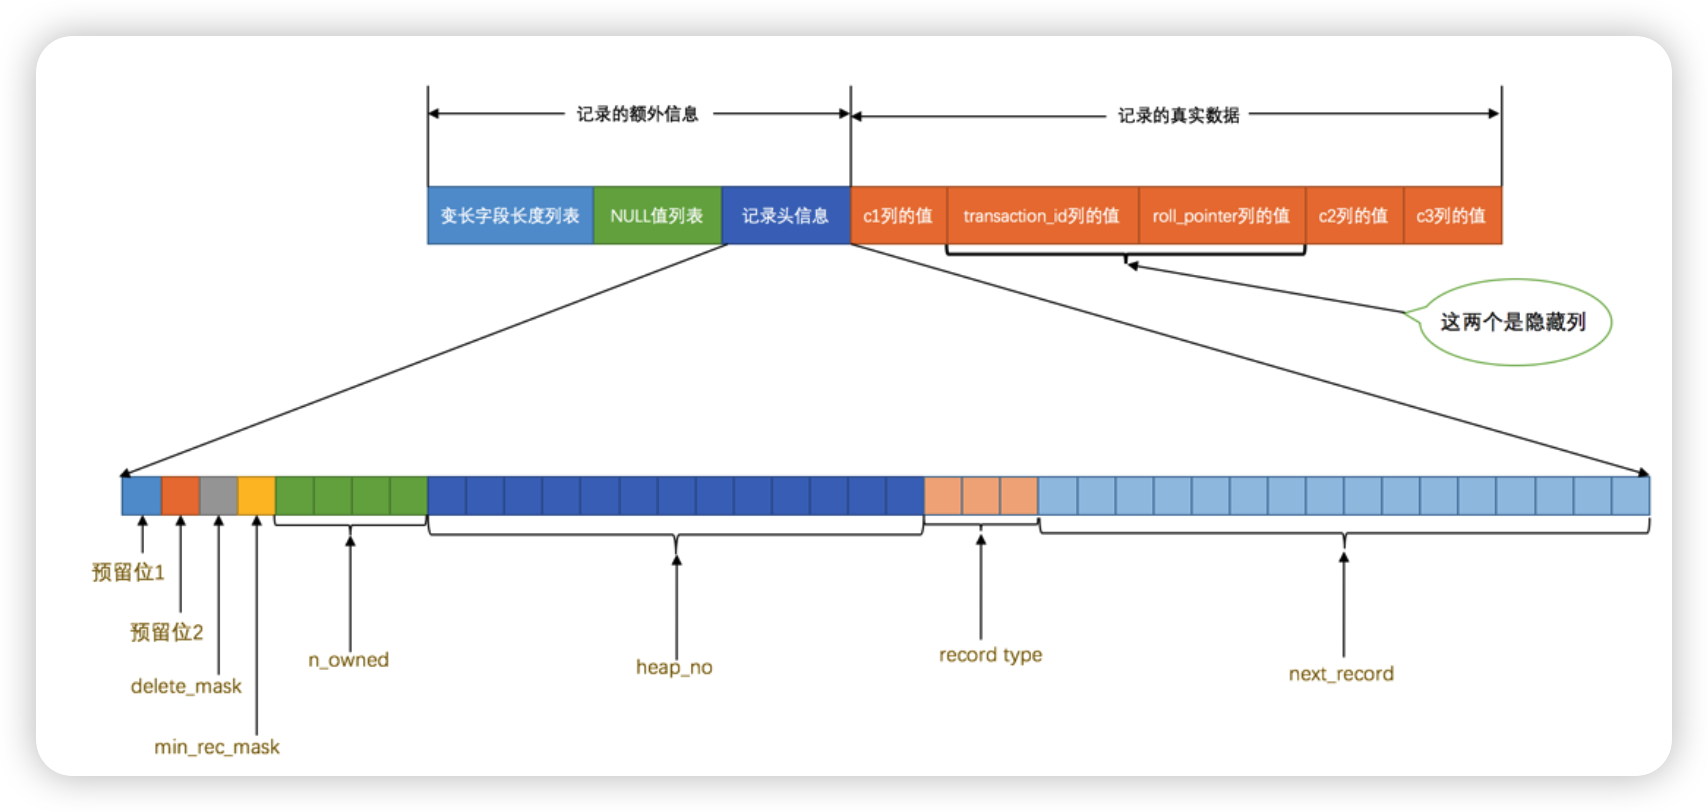 记录的额外信息
记录的真实数据
变长字段长度列表
NULL值列表
记录头信息
c1列的值
transaction_id列的值
roll_pointer列的值
c2列的值
c3列的值
这两个是隐藏列
预留位1
预留位2
delete_mask
min_rec_mask
n_owned
heap_no
record type
next_record